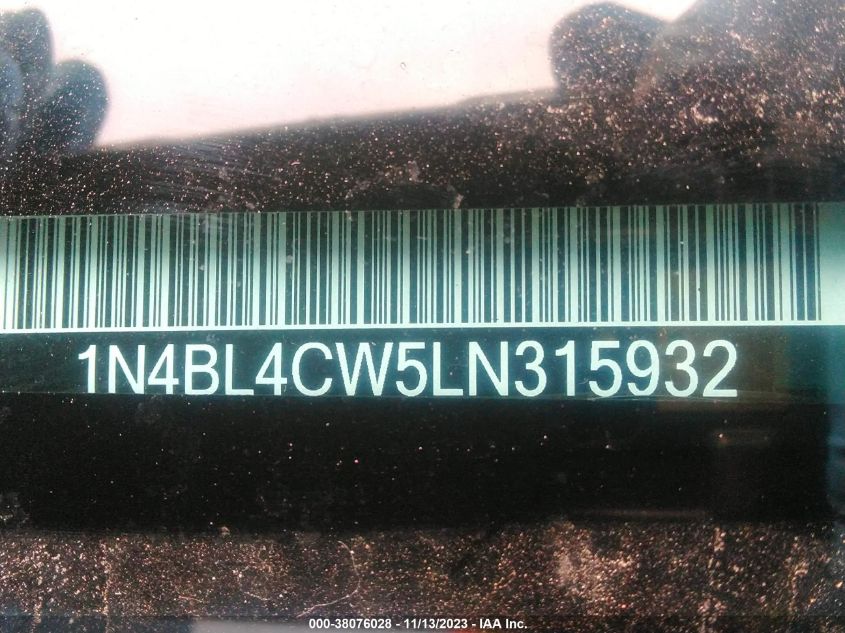 1N4BL4CW5LN315932
000-38076028 - 11/13/2023 - IAA Inc.